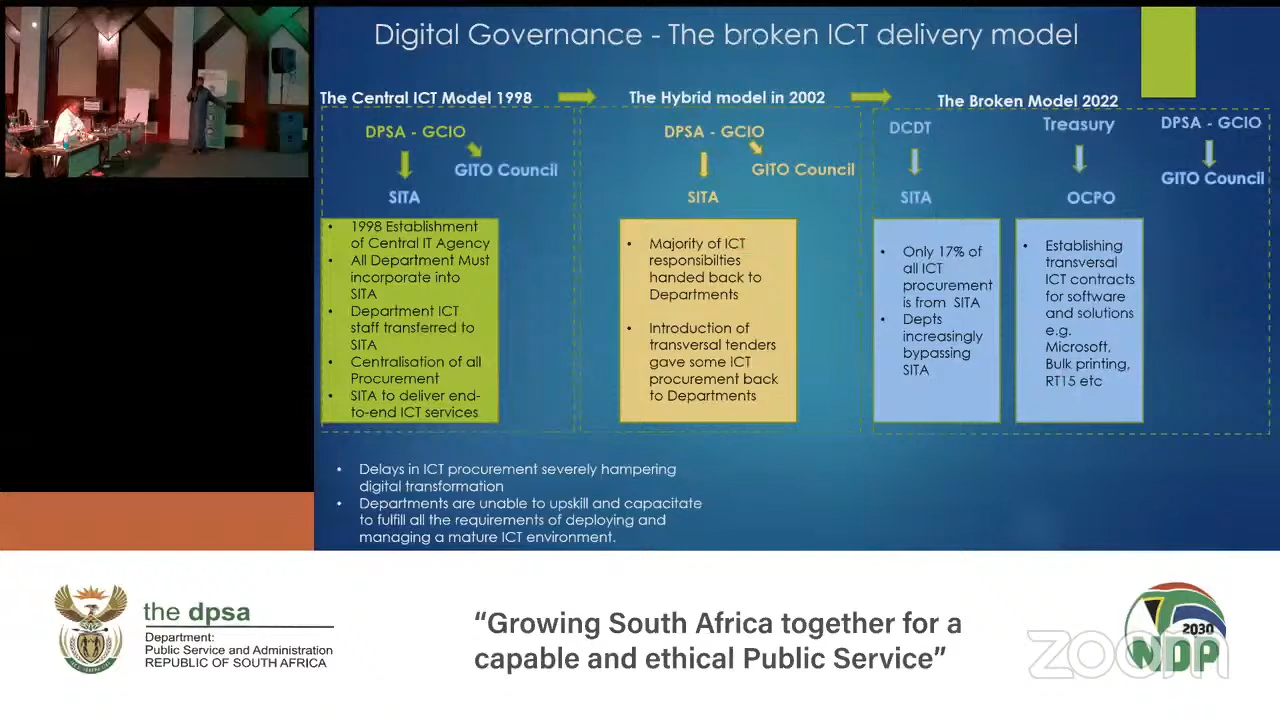 Digital Governance - The broken ICT delivery model
The Central ICT Model 1998
The Hybrid model in 2002
The Broken Model 2022
DPSA - GCIO
GITO Council
SITA
• 1998 Establishment
of Central IT Agency
• All Department Must
incorporate into
SITA
• Department ICT
staff transferred to
SITA
• Centralisation of all
Procurement
• SITA to deliver end-
to-end ICT services
DPSA - GCIO
GITO Council
SITA
• Majority of ICT
responsibilties
handed back to
Departments
• Introduction of
transversal tenders
gave some ICT
procurement back
to Departments
DCDT
SITA
• Only 17% of
all ICT
procurement
is from SITA
• Depts
increasingly
bypassing
SITA
Treasury
OCPO
• Establishing
transversal
ICT contracts
for software
and solutions
e.g.
Microsoft,
Bulk printing,
RT15 etc
DPSA - GCIO
GITO Council
• Delays in ICT procurement severely hampering
digital transformation
• Departments are unable to upskill and capacitate
to fulfill all the requirements of deploying and
managing a mature ICT environment.
the dpsa
Department:
Public Service and Administration
REPUBLIC OF SOUTH AFRICA
“Growing South Africa together for a
capable and ethical Public Service”
2030
NDP
zoom